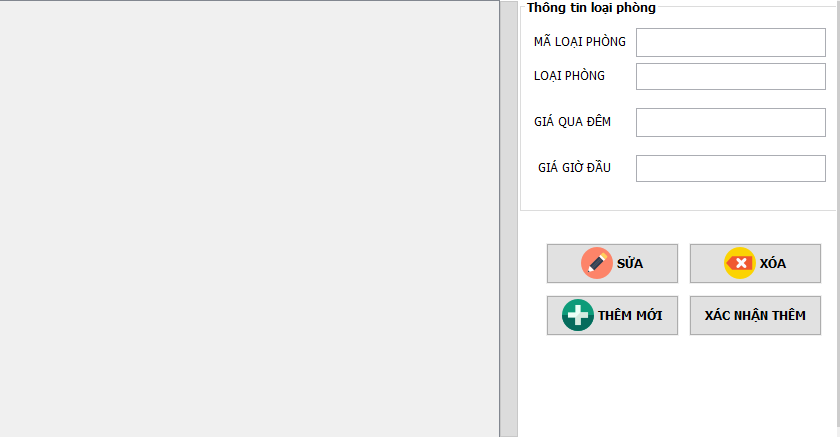 Thông tin loại phòng
MÃ LOẠI PHÒNG
LOẠI PHÒNG
GIÁ QUA ĐÊM
GIÁ GIỜ ĐẦU
SỬA
XÓA
THÊM MỚI
XÁC NHẬN THÊM